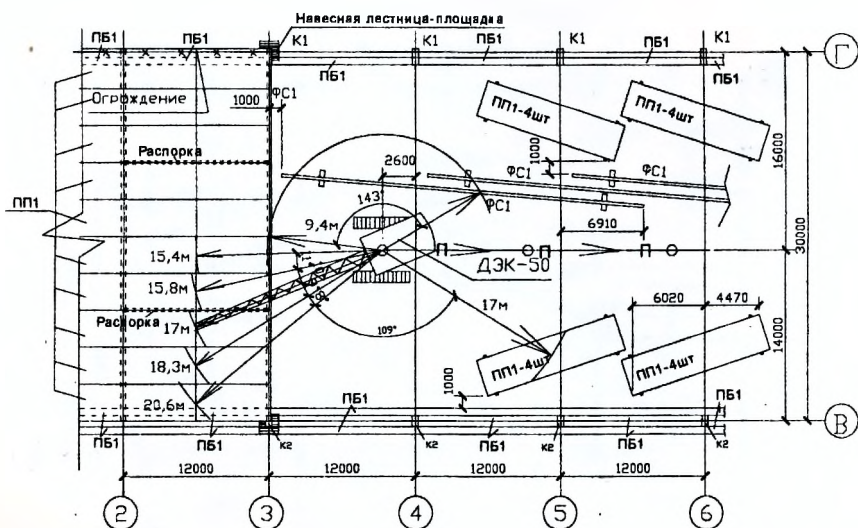 Навесная лестница-площадка
ПБ1
ПБ1
К1
К1
ПБ1
К1
ПБ1
К1
Г
ПБ1
ПБ1
Огрождение
1000
ФС1
ПП1-4шт
ПП1-4шт
Распорка
2600
1000
16000
ФС1
ФС1
ПП1
143°
ФС1
9,4м
6910
30000
15,4м
П
П
П
ДЭК-50
15,8м
17м
6020
4470
Распорка
17м
109°
18,3м
ПП1-4шт
ПП1-4шт
14000
20,6м
1000
ПБ1
В
ПБ1
ПБ1
к2
ПБ1
к2
ПБ1
к2
ПБ1
к2
12000
12000
12000
12000
2
3
4
5
6